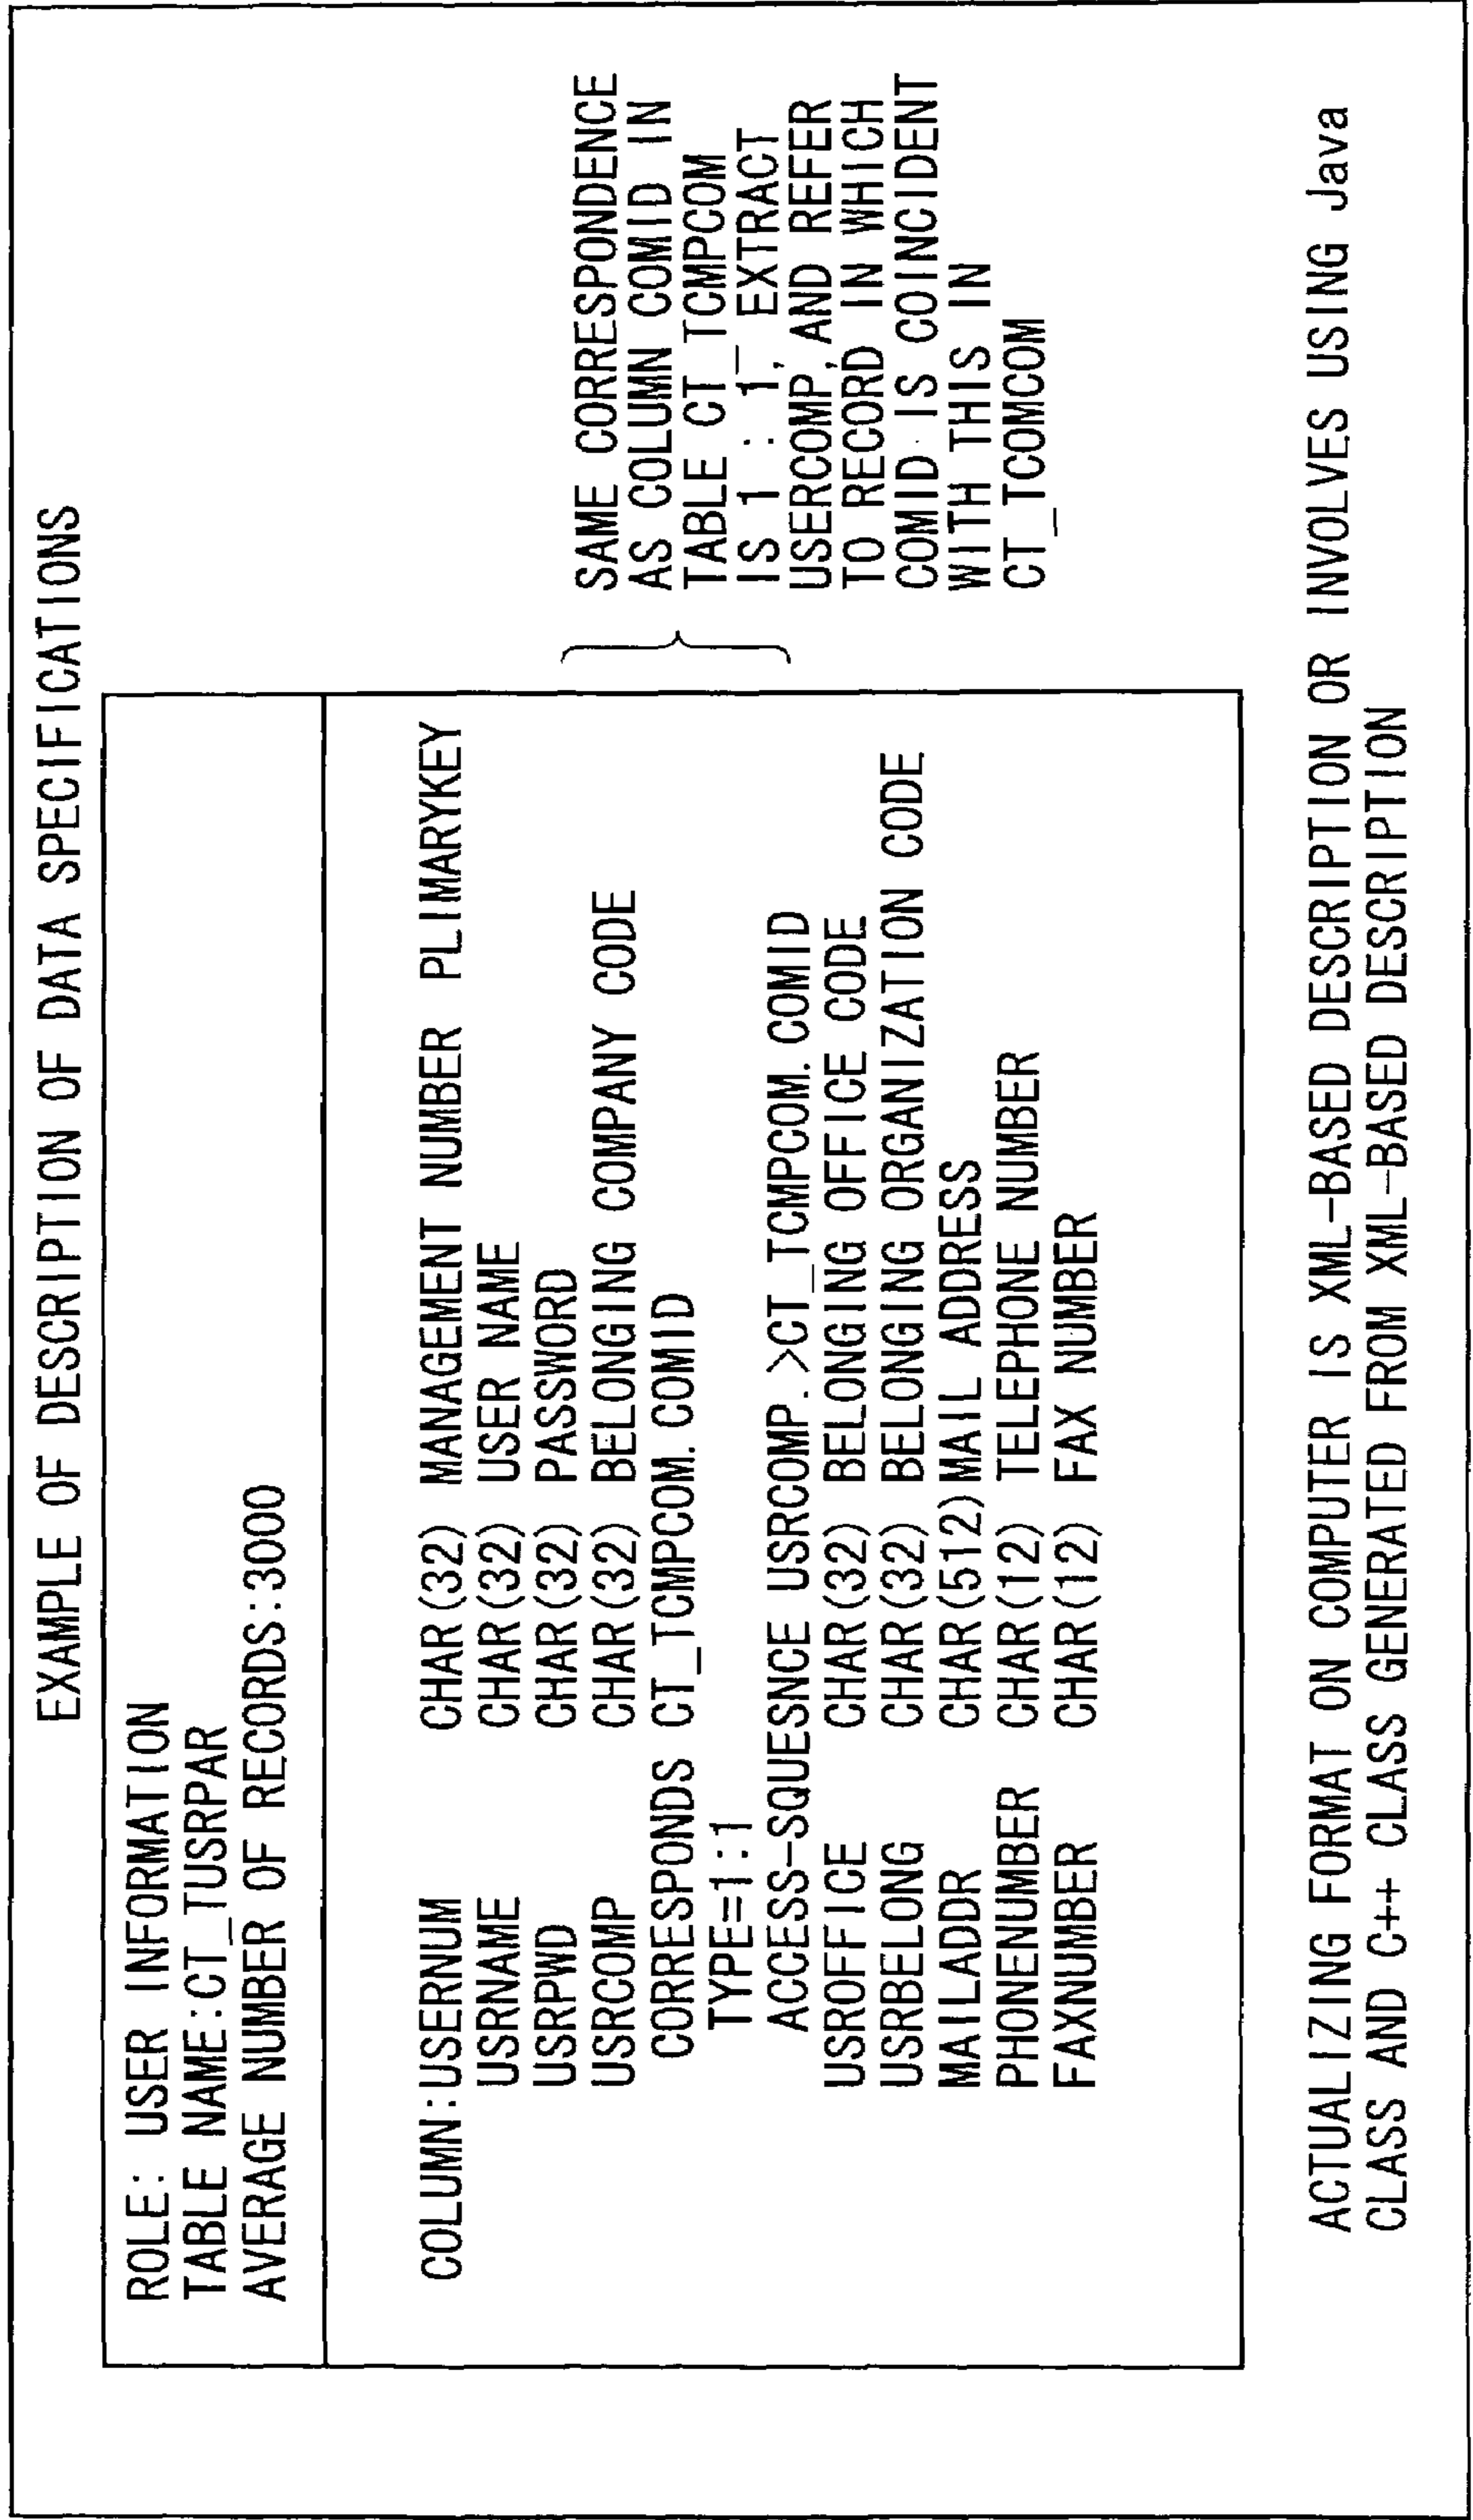 EXAMPLE OF DESCRIPTION OF DATA SPECIFICATIONS
ROLE: USER INFORMATION
TABLE NAME:CT_TUSRPAR
AVERAGE NUMBER OF RECORDS:3000
COLUMN:USERNUM CHAR(32) MANAGEMENT NUMBER PLIMARYKEY
USRNAME CHAR(32) USER NAME
USRPWD CHAR(32) PASSWORD
USRCOMP CHAR(32) BELONGING COMPANY CODE
CORRESPONDS CT_TCMPCOM.COMID
TYPE=1:1
ACCESS-SQUESNCE USRCOMP.>CT_TCMPCOM.COMID
USROFFICE CHAR(32) BELONGING OFFICE CODE
USRBELONG CHAR(32) BELONGING ORGANIZATION CODE
MAILADDR CHAR(512) MAIL ADDRESS
PHONENUMBER CHAR(12) TELEPHONE NUMBER
FAXNUMBER CHAR(12) FAX NUMBER
SAME CORRESPONDENCE
AS COLUMN COMID IN
TABLE CT_TCMPCOM
IS 1 : 1, EXTRACT
USERCOMP, AND REFER
TO RECORD IN WHICH
COMID IS COINCIDENT
WITH THIS IN
CT_TCOMCOM
ACTUALIZING FORMAT ON COMPUTER IS XML-BASED DESCRIPTION OR INVOLVES USING Java
CLASS AND C++ CLASS GENERATED FROM XML-BASED DESCRIPTION